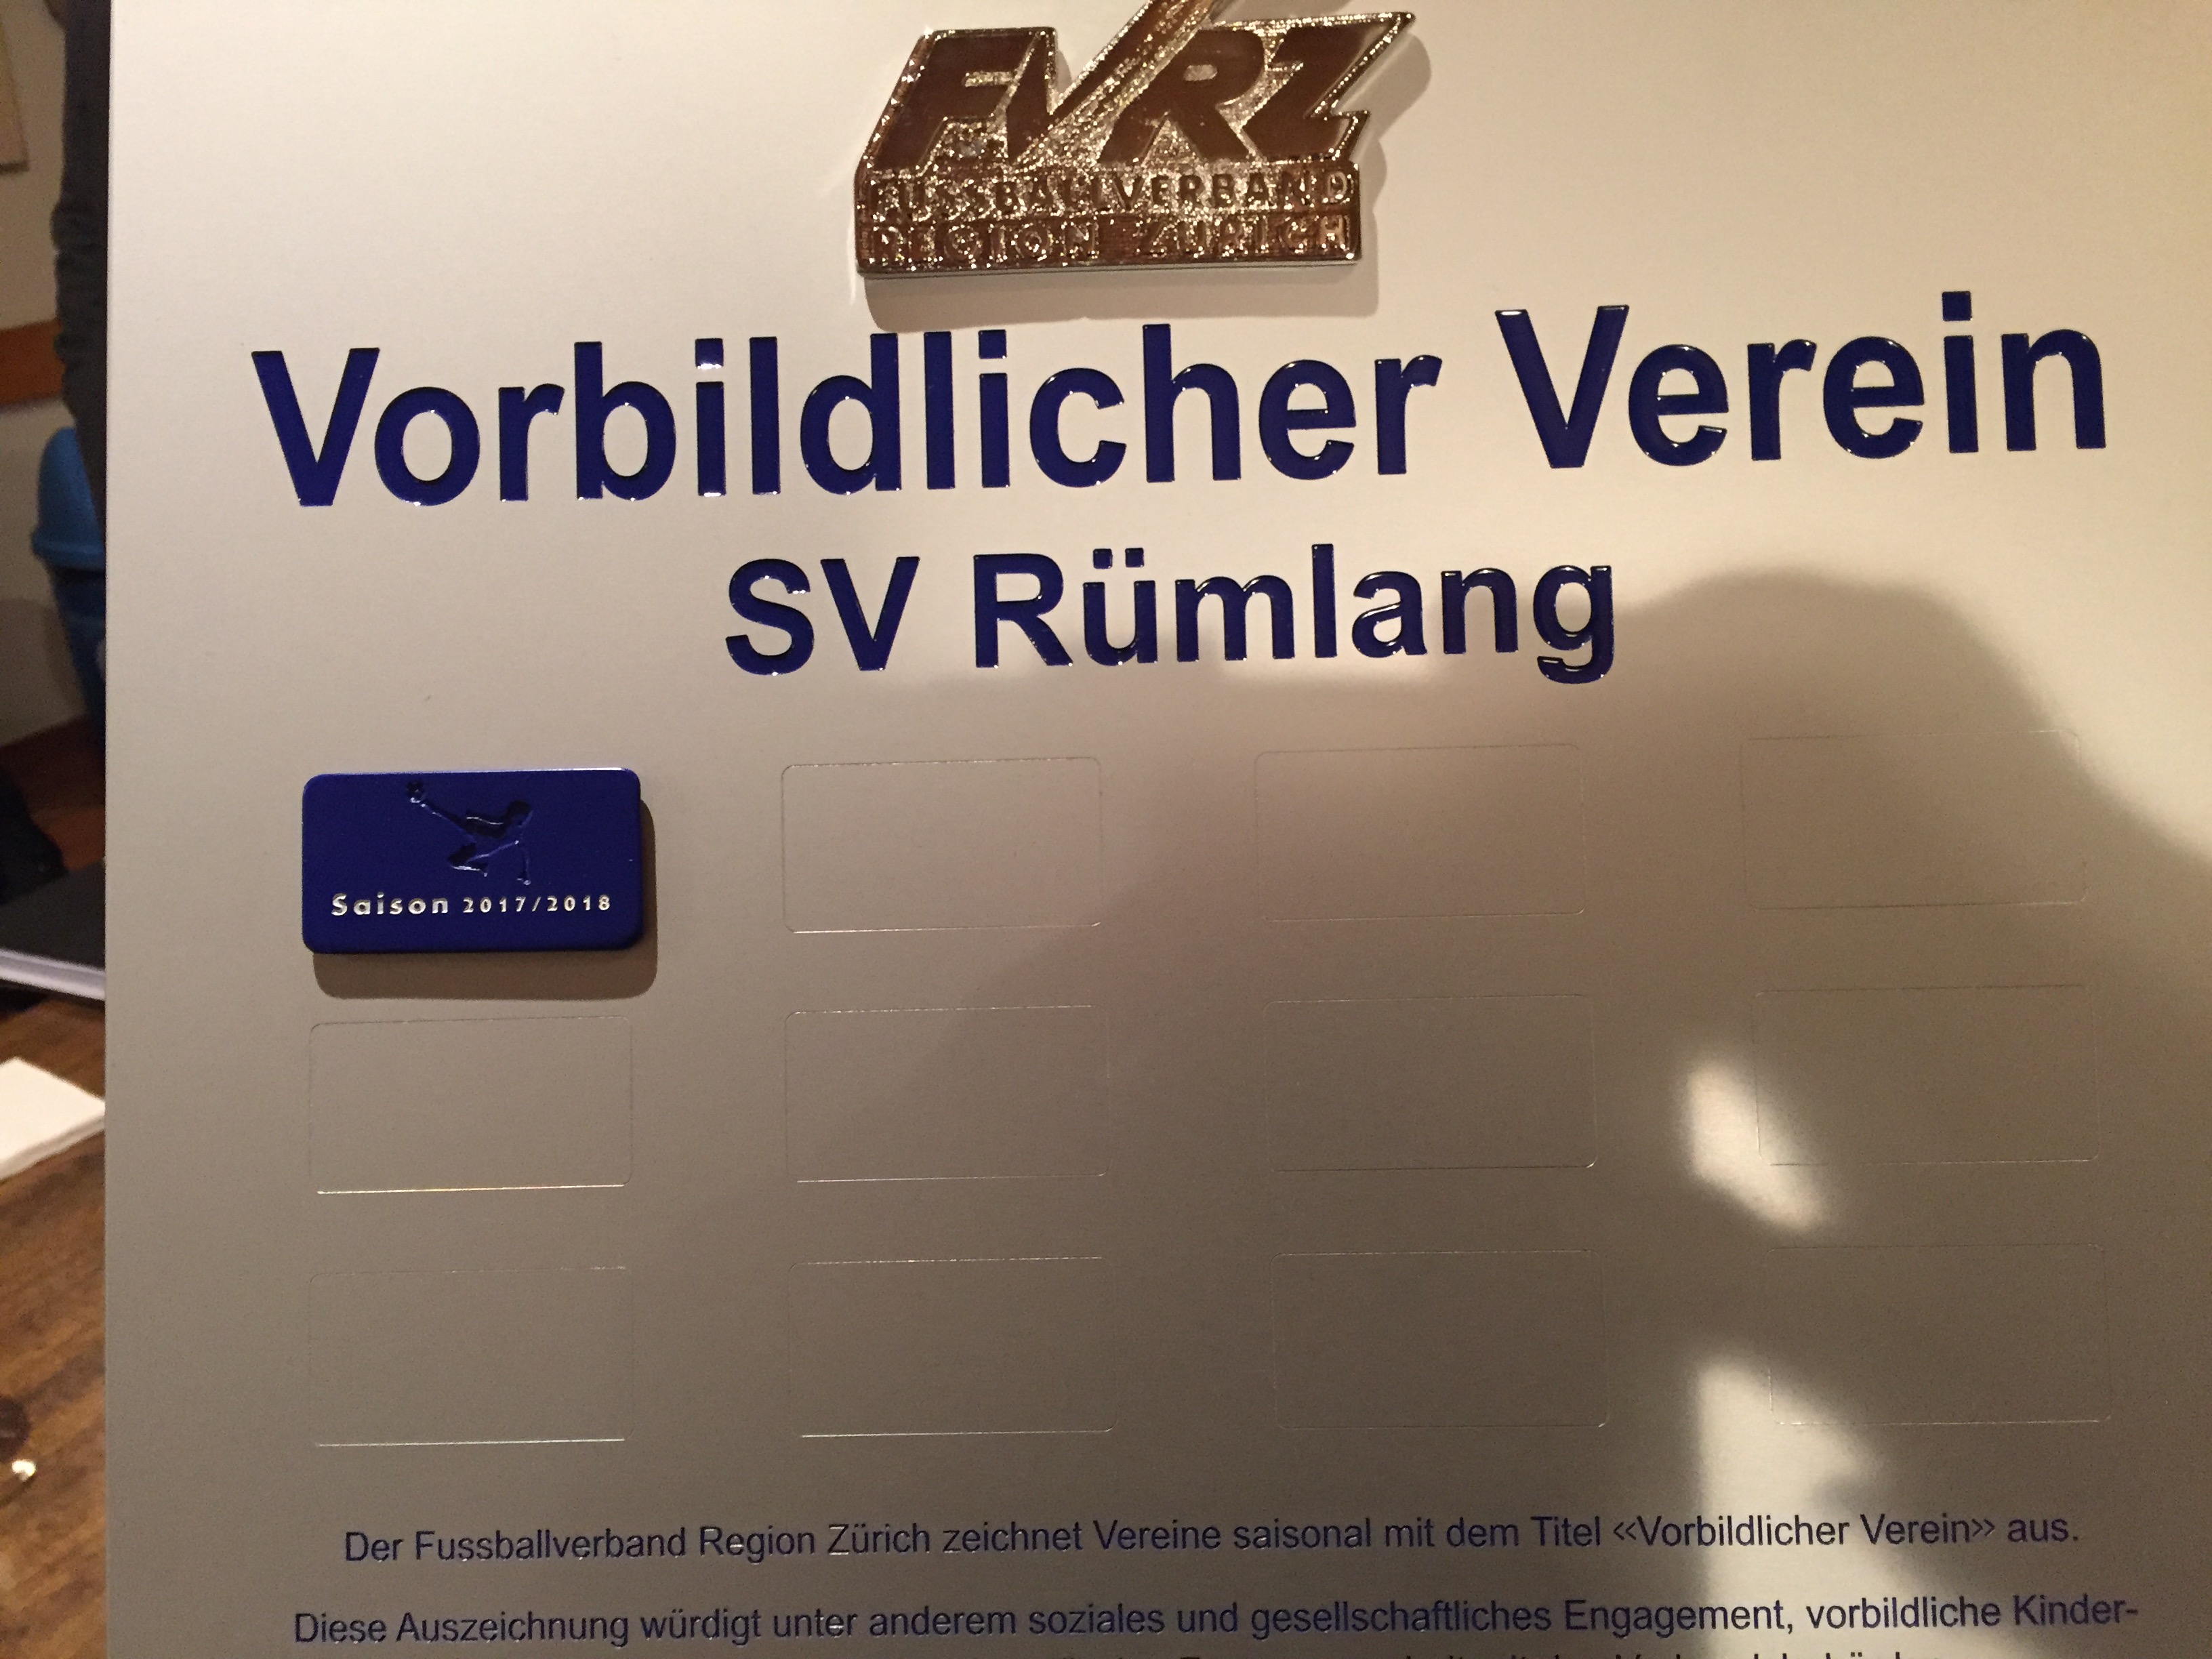 FVRZ
FUSSBALLVERBAND
REGION ZÜRICH
Vorbildlicher Verein
SV Rümlang
Saison 2017/2018
Der Fussballverband Region Zürich zeichnet Vereine saisonal mit dem Titel «Vorbildlicher Verein» aus.
Diese Auszeichnung würdigt unter anderem soziales und gesellschaftliches Engagement, vorbildliche Kinder-